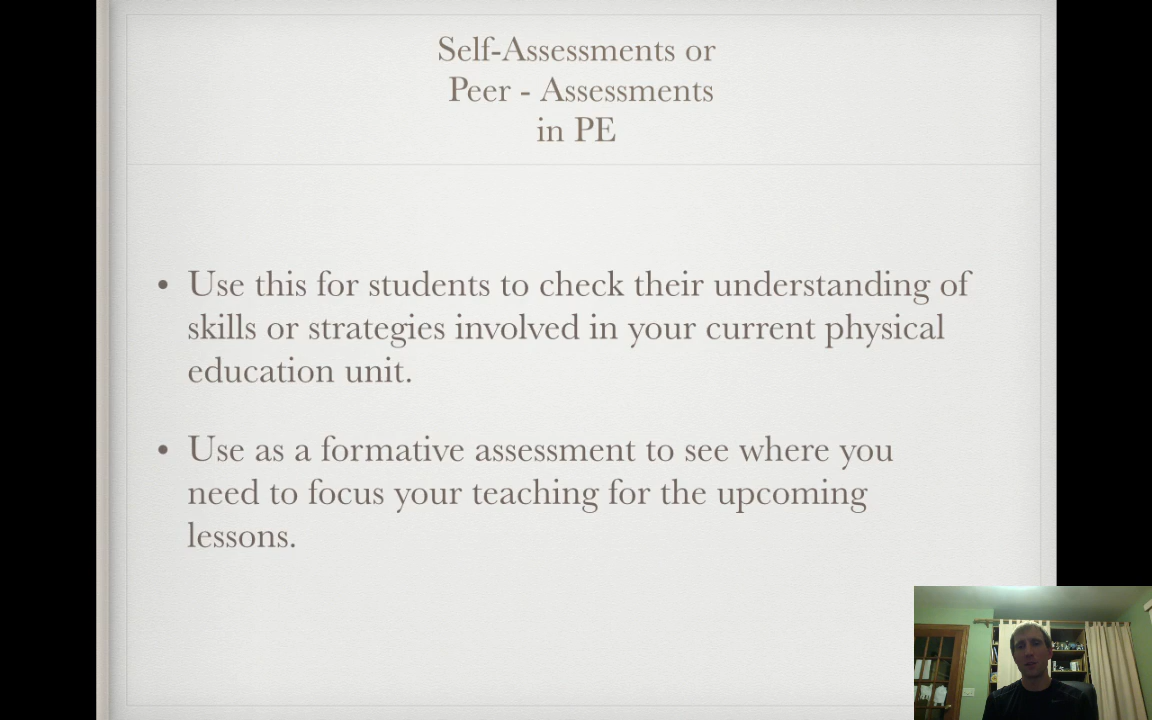 Self-Assessments or
Peer - Assessments
in PE
• Use this for students to check their understanding of
skills or strategies involved in your current physical
education unit.
• Use as a formative assessment to see where you
need to focus your teaching for the upcoming
lessons.